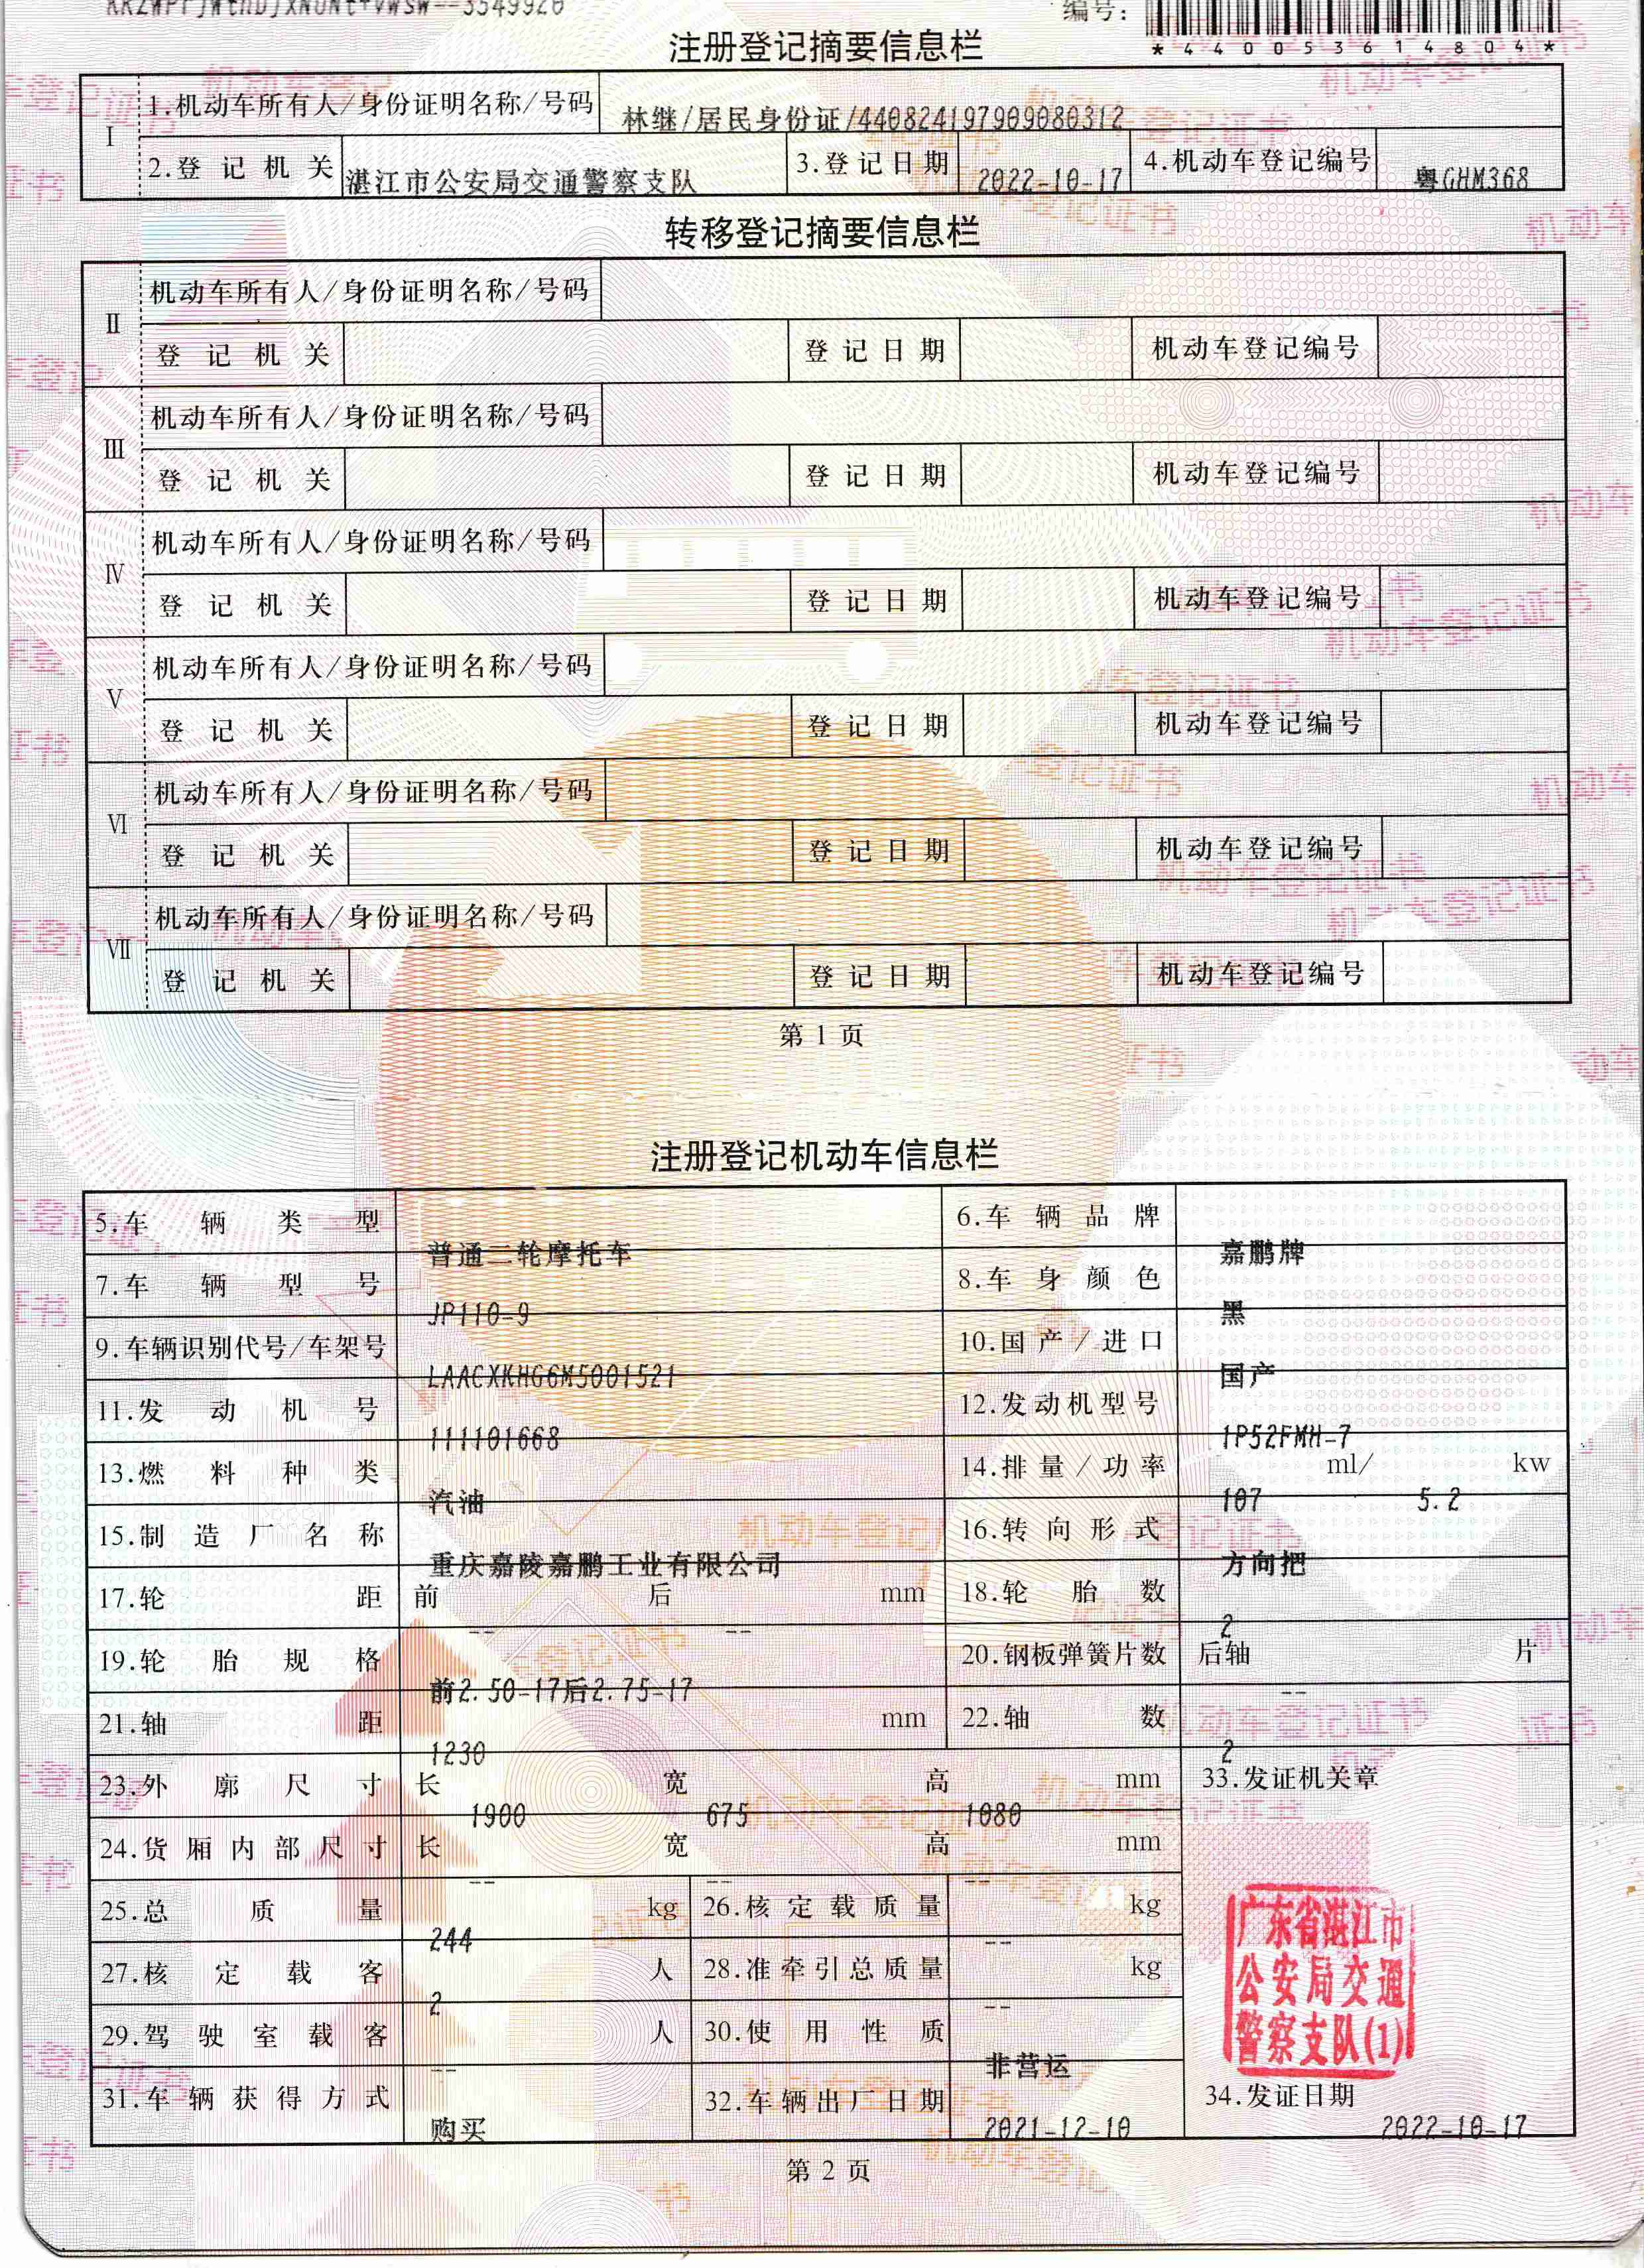 编号：
*440053614804*
注册登记摘要信息栏
I
1.机动车所有人/身份证明名称/号码 林继/居民身份证/440824197909080312
2.登记机关 湛江市公安局交通警察支队 3.登记日期 2022-10-17 4.机动车登记编号 粤GHM368
转移登记摘要信息栏
II
机动车所有人/身份证明名称/号码
登记机关 登记日期 机动车登记编号
III
机动车所有人/身份证明名称/号码
登记机关 登记日期 机动车登记编号
IV
机动车所有人/身份证明名称/号码
登记机关 登记日期 机动车登记编号
V
机动车所有人/身份证明名称/号码
登记机关 登记日期 机动车登记编号
VI
机动车所有人/身份证明名称/号码
登记机关 登记日期 机动车登记编号
VII
机动车所有人/身份证明名称/号码
登记机关 登记日期 机动车登记编号
第 1 页
注册登记机动车信息栏
5.车辆类型 普通二轮摩托车 6.车辆品牌 嘉鹏牌
7.车辆型号 JP110-9 8.车身颜色 黑
9.车辆识别代号/车架号 LAACXKHG6M5001521 10.国产/进口 国产
11.发动机号 111101668 12.发动机型号 1P52FMH-7
13.燃料种类 汽油 14.排量/功率 107 ml/ 5.2 kw
15.制造厂名称 重庆嘉陵嘉鹏工业有限公司 16.转向形式 方向把
17.轮距 前 -- 后 -- mm 18.轮胎数 2
19.轮胎规格 前2.50-17后2.75-17 20.钢板弹簧片数 后轴 -- 片
21.轴距 1230 mm 22.轴数 2
23.外廓尺寸 长 1900 宽 675 高 1080 mm 33.发证机关章
24.货厢内部尺寸 长 -- 宽 -- 高 -- mm
25.总质量 244 kg 26.核定载质量 -- kg
27.核定载客 2 人 28.准牵引总质量 -- kg
29.驾驶室载客 -- 人 30.使用性质 非营运
广东省湛江市
公安局交通
警察支队(1)
31.车辆获得方式 购买 32.车辆出厂日期 2021-12-10 34.发证日期 2022-10-17
第 2 页